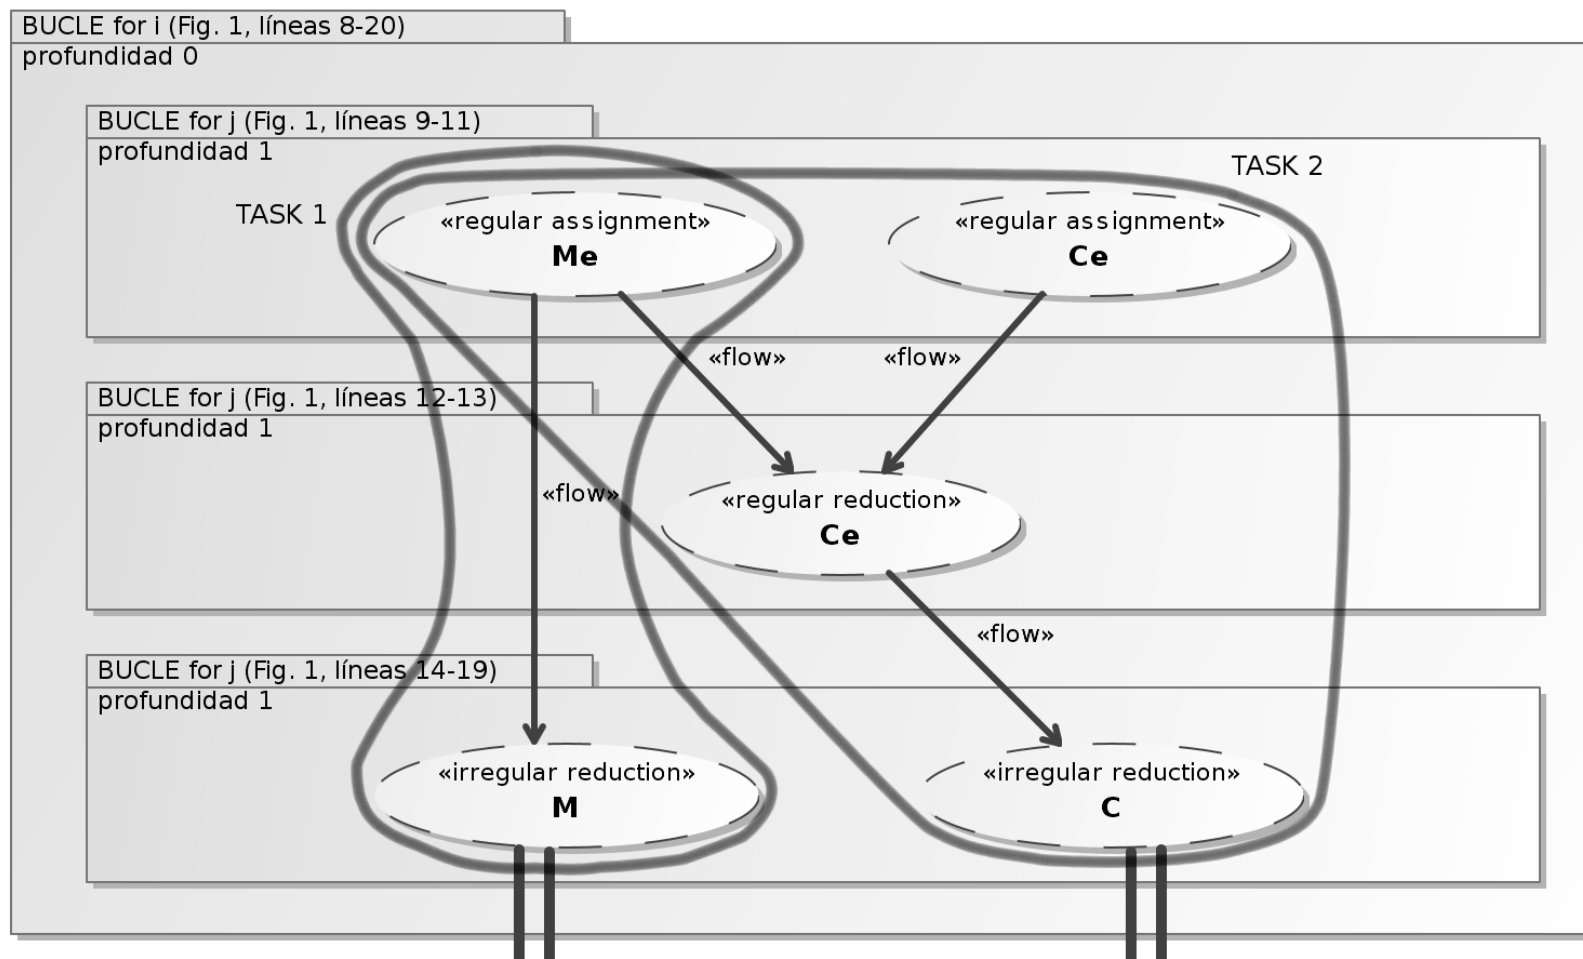 BUCLE for i (Fig. 1, líneas 8-20)
profundidad 0
BUCLE for j (Fig. 1, líneas 9-11)
profundidad 1
TASK 2
TASK 1
«regular assignment»
Me
«regular assignment»
Ce
«flow»
«flow»
BUCLE for j (Fig. 1, líneas 12-13)
profundidad 1
«flow»
«regular reduction»
Ce
«flow»
BUCLE for j (Fig. 1, líneas 14-19)
profundidad 1
«irregular reduction»
M
«irregular reduction»
C